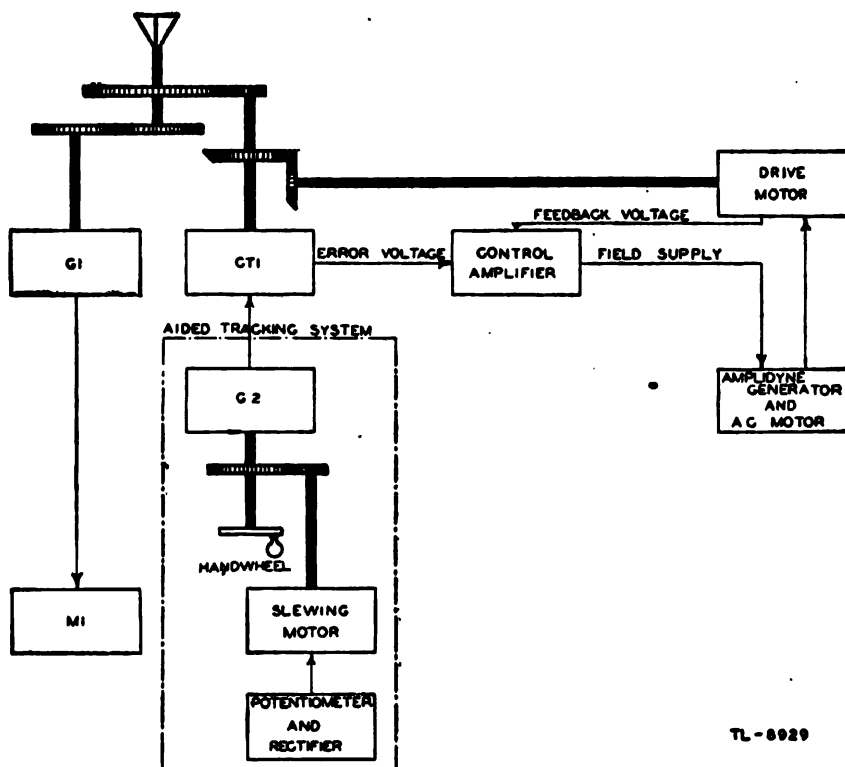 DRIVE
MOTOR
FEEDBACK VOLTAGE
G1
CT1
ERROR VOLTAGE
CONTROL
AMPLIFIER
FIELD SUPPLY
AIDED TRACKING SYSTEM
G2
AMPLIDYNE
GENERATOR
AND
AC MOTOR
HANDWHEEL
M1
SLEWING
MOTOR
POTENTIOMETER
AND
RECTIFIER
TL-8929